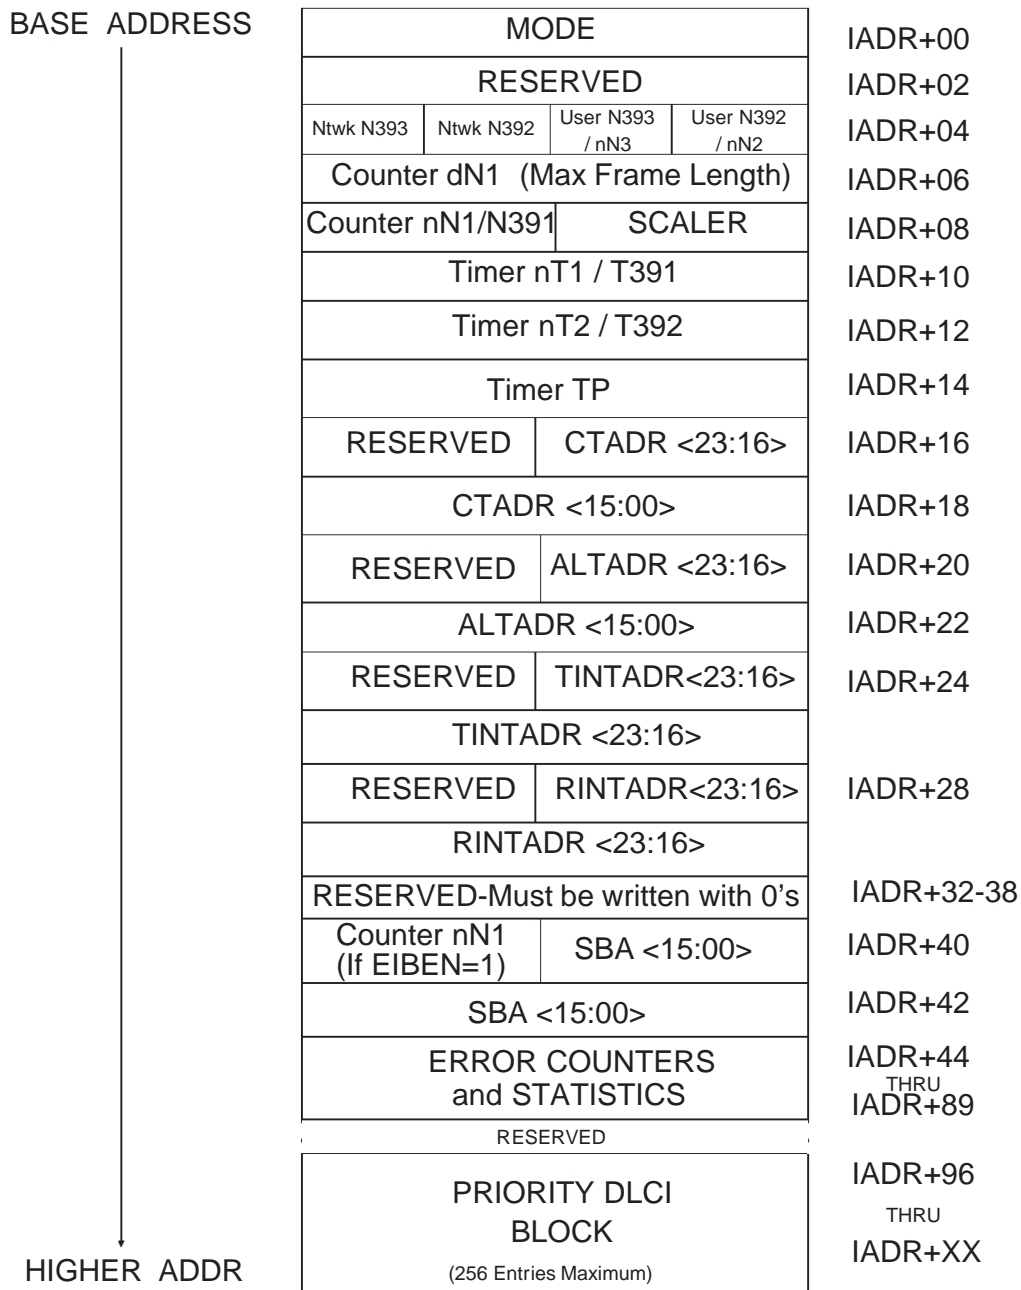 BASE ADDRESS
MODE
IADR+00
RESERVED
IADR+02
Ntwk N393
Ntwk N392
User N393
/ nN3
User N392
/ nN2
IADR+04
Counter dN1 (Max Frame Length)
IADR+06
Counter nN1/N391
SCALER
IADR+08
Timer nT1 / T391
IADR+10
Timer nT2 / T392
IADR+12
Timer TP
IADR+14
RESERVED
CTADR <23:16>
IADR+16
CTADR <15:00>
IADR+18
RESERVED
ALTADR <23:16>
IADR+20
ALTADR <15:00>
IADR+22
RESERVED
TINTADR<23:16>
IADR+24
TINTADR <23:16>
RESERVED
RINTADR<23:16>
IADR+28
RINTADR <23:16>
RESERVED-Must be written with 0's
IADR+32-38
Counter nN1
(If EIBEN=1)
SBA <15:00>
IADR+40
SBA <15:00>
IADR+42
ERROR COUNTERS
and STATISTICS
IADR+44
THRU
IADR+89
RESERVED
PRIORITY DLCI
BLOCK
(256 Entries Maximum)
IADR+96
THRU
IADR+XX
HIGHER ADDR